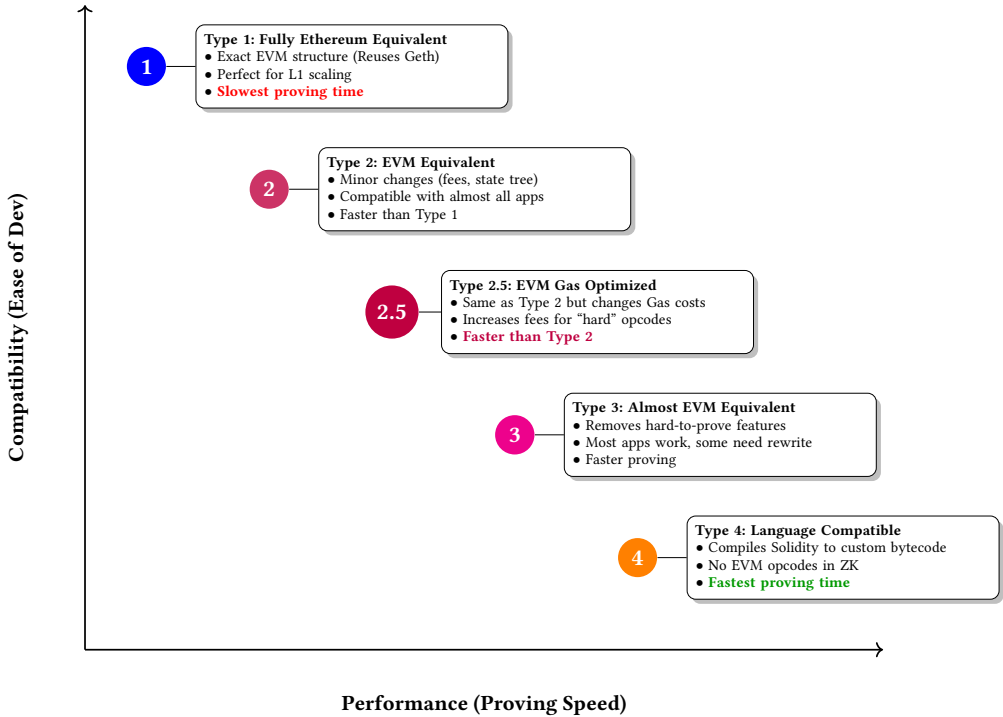 1
Type 1: Fully Ethereum Equivalent
● Exact EVM structure (Reuses Geth)
● Perfect for L1 scaling
● Slowest proving time
2
Type 2: EVM Equivalent
● Minor changes (fees, state tree)
● Compatible with almost all apps
● Faster than Type 1
2.5
Type 2.5: EVM Gas Optimized
● Same as Type 2 but changes Gas costs
● Increases fees for “hard” opcodes
● Faster than Type 2
3
Type 3: Almost EVM Equivalent
● Removes hard-to-prove features
● Most apps work, some need rewrite
● Faster proving
4
Type 4: Language Compatible
● Compiles Solidity to custom bytecode
● No EVM opcodes in ZK
● Fastest proving time
Compatibility (Ease of Dev)
Performance (Proving Speed)